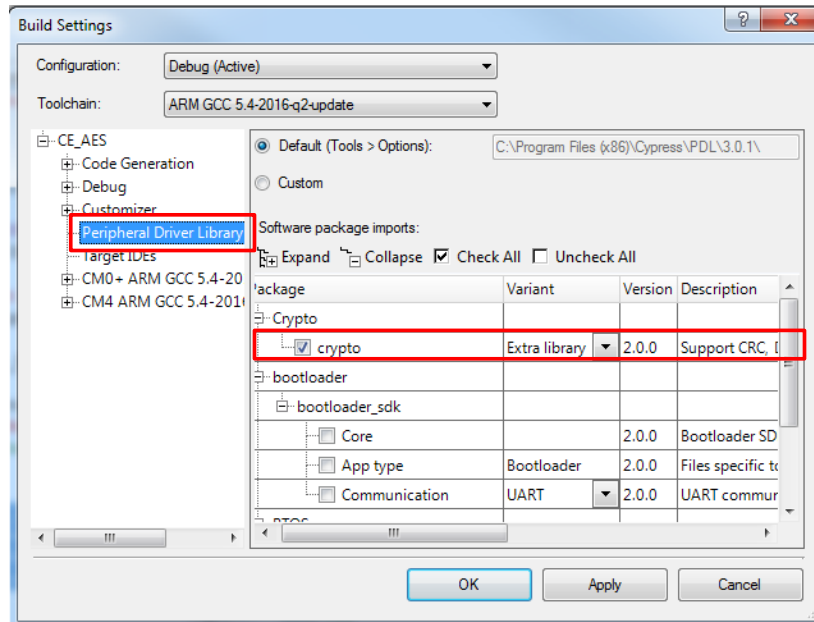 Build Settings
Configuration: Debug (Active)
Toolchain: ARM GCC 5.4-2016-q2-update
CE_AES
Code Generation
Debug
Customizer
Peripheral Driver Library
Target IDEs
CM0+ ARM GCC 5.4-20
CM4 ARM GCC 5.4-201
Default (Tools > Options): C:\Program Files (x86)\Cypress\PDL\3.0.1\
Custom
Software package imports:
Expand Collapse Check All Uncheck All
Package Variant Version Description
Crypto
crypto Extra library 2.0.0 Support CRC,
bootloader
bootloader_sdk
Core 2.0.0 Bootloader SD
App type Bootloader 2.0.0 Files specific to
Communication UART 2.0.0 UART commur
RTOS
OK Apply Cancel